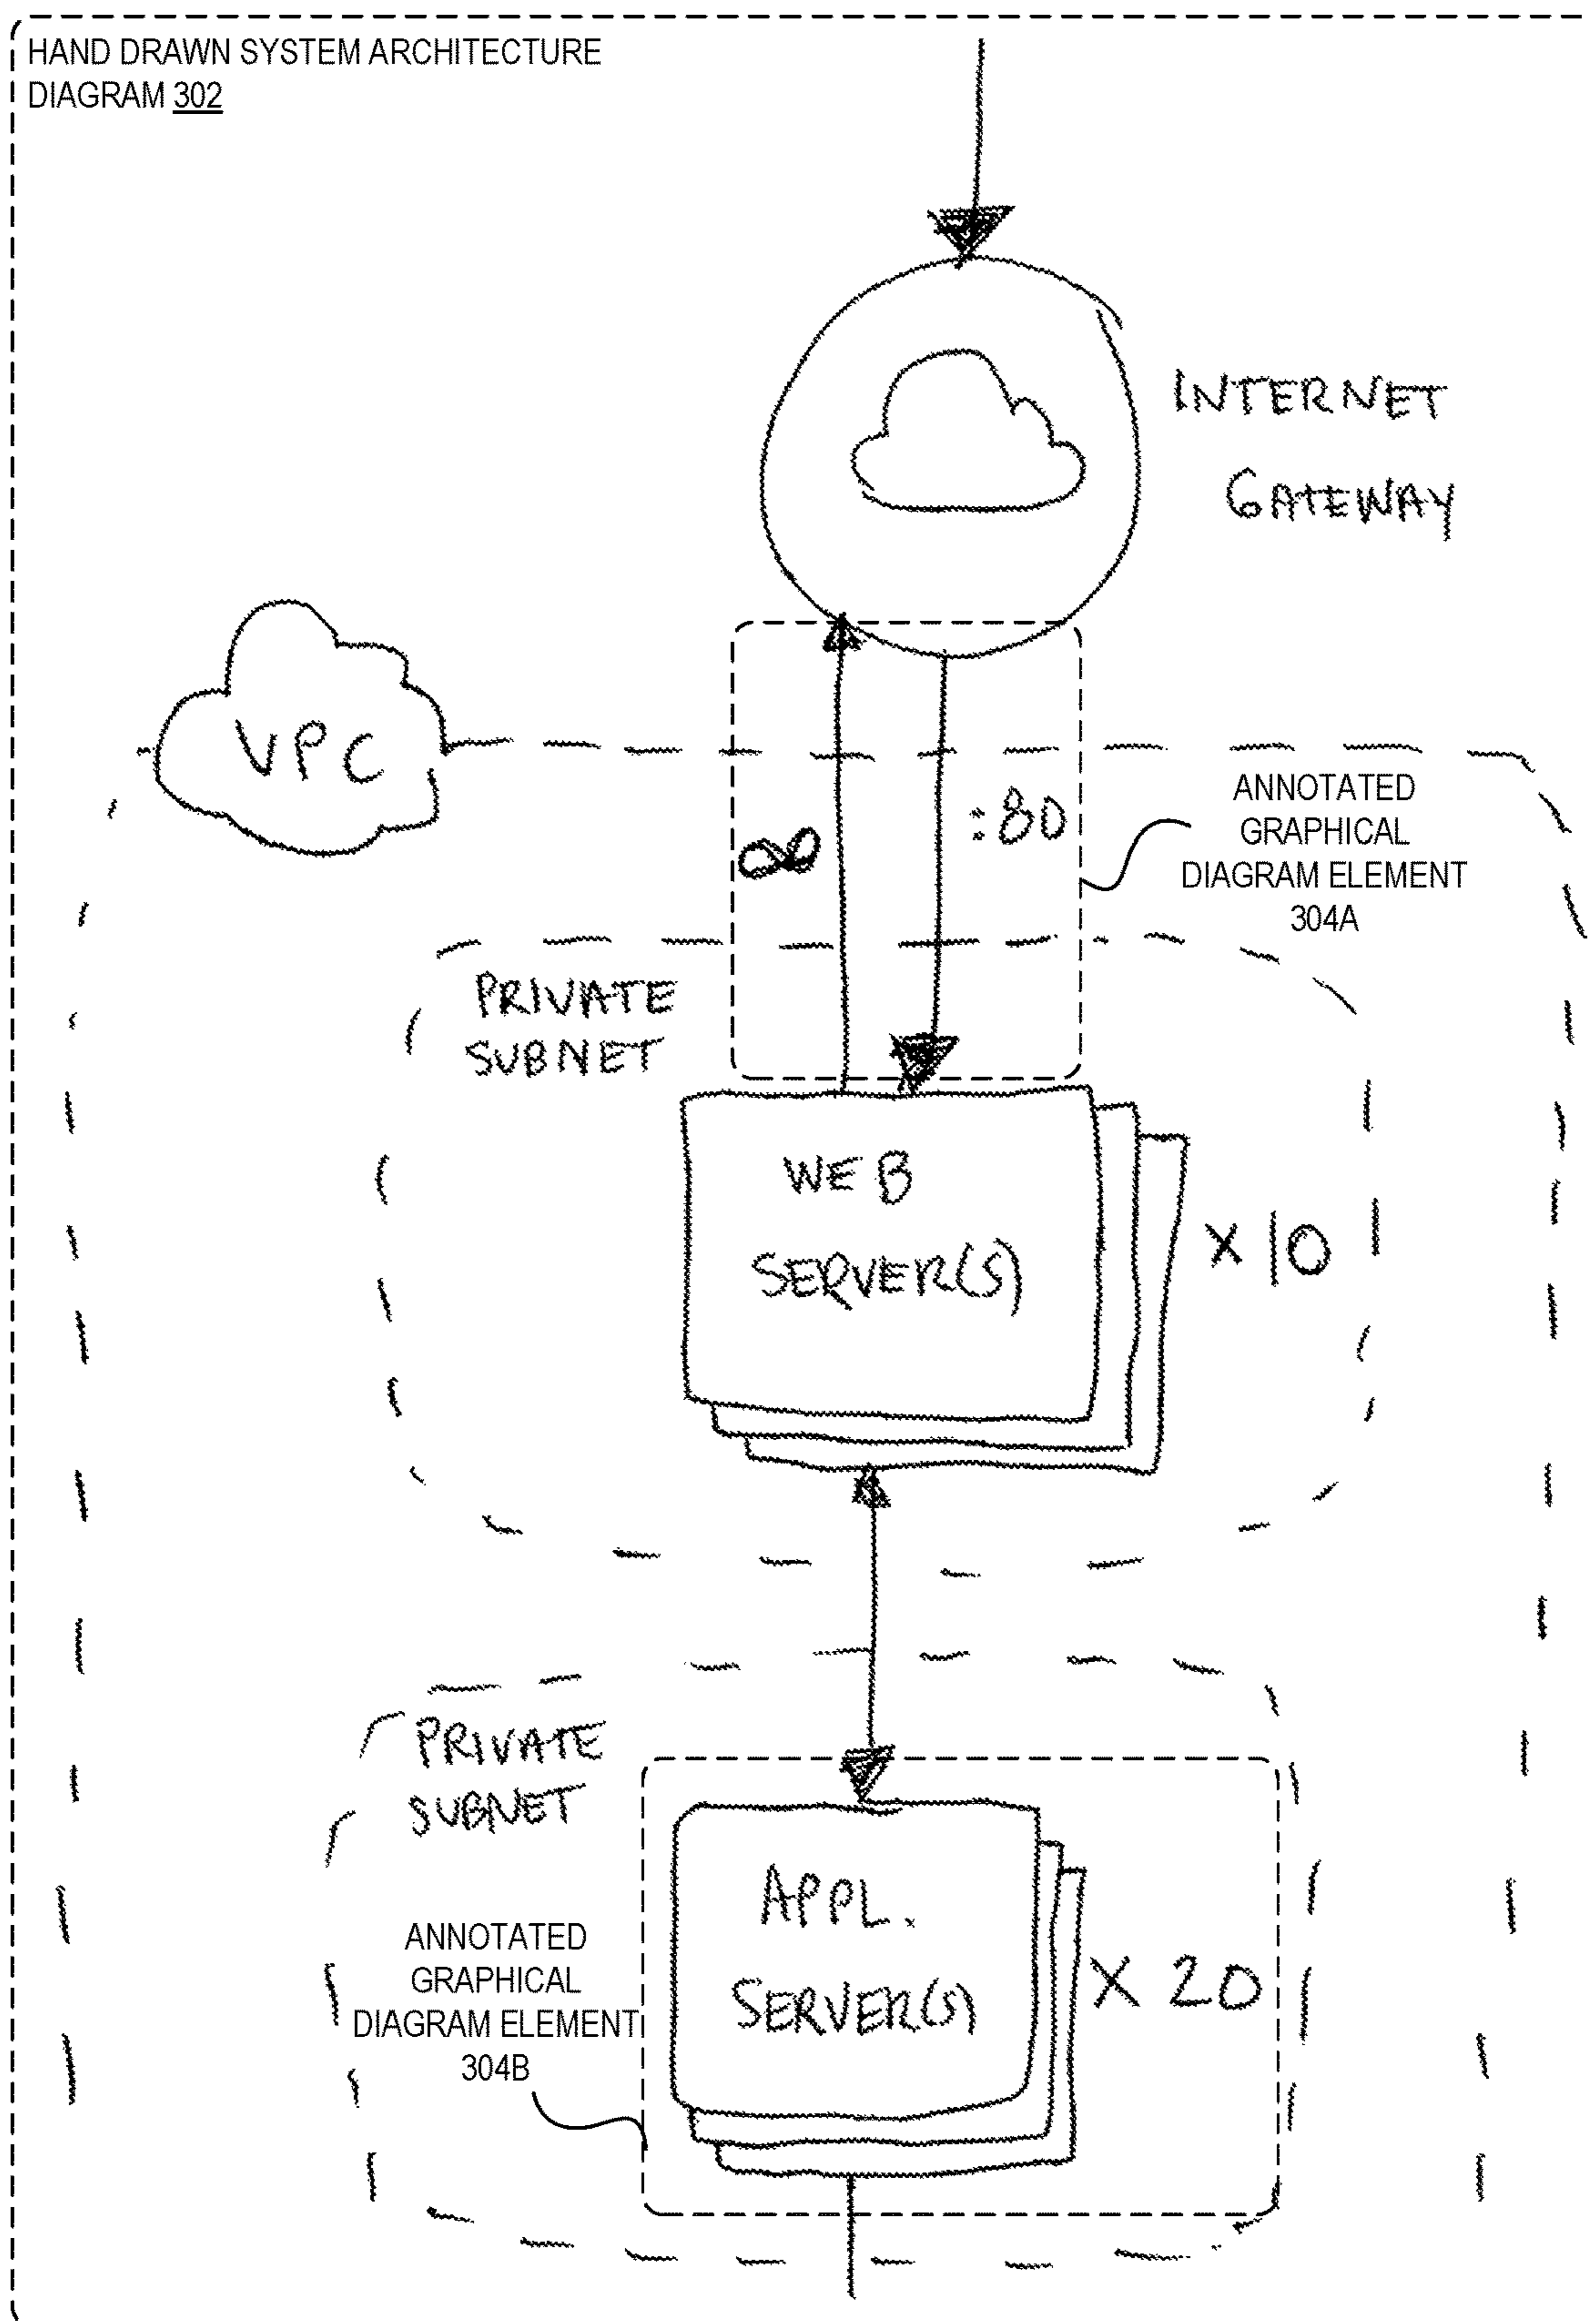 HAND DRAWN SYSTEM ARCHITECTURE
DIAGRAM 302
INTERNET
GATEWAY
VPC
∞
:80
ANNOTATED
GRAPHICAL
DIAGRAM ELEMENT
304A
PRIVATE
SUBNET
WEB
SERVER(S)
X 10
PRIVATE
SUBNET
APPL.
SERVER(S)
X 20
ANNOTATED
GRAPHICAL
DIAGRAM ELEMENT
304B